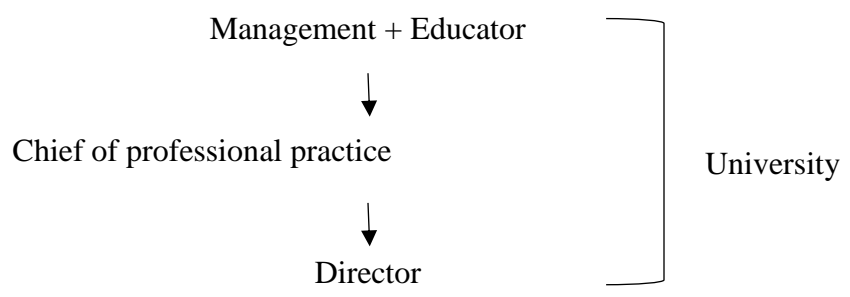 Management + Educator
Chief of professional practice
University
Director